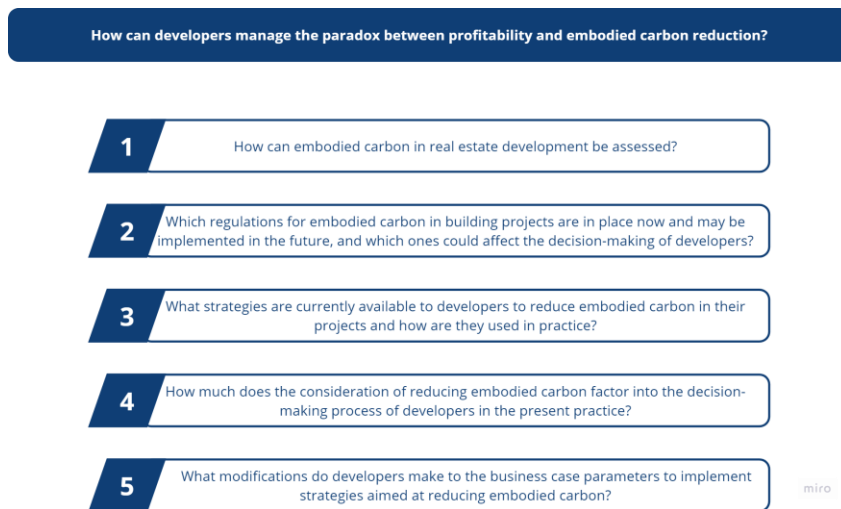 How can developers manage the paradox between profitability and embodied carbon reduction?
1
How can embodied carbon in real estate development be assessed?
2
Which regulations for embodied carbon in building projects are in place now and may be
implemented in the future, and which ones could affect the decision-making of developers?
3
What strategies are currently available to developers to reduce embodied carbon in their
projects and how are they used in practice?
4
How much does the consideration of reducing embodied carbon factor into the decision-
making process of developers in the present practice?
5
What modifications do developers make to the business case parameters to implement
strategies aimed at reducing embodied carbon?
miro